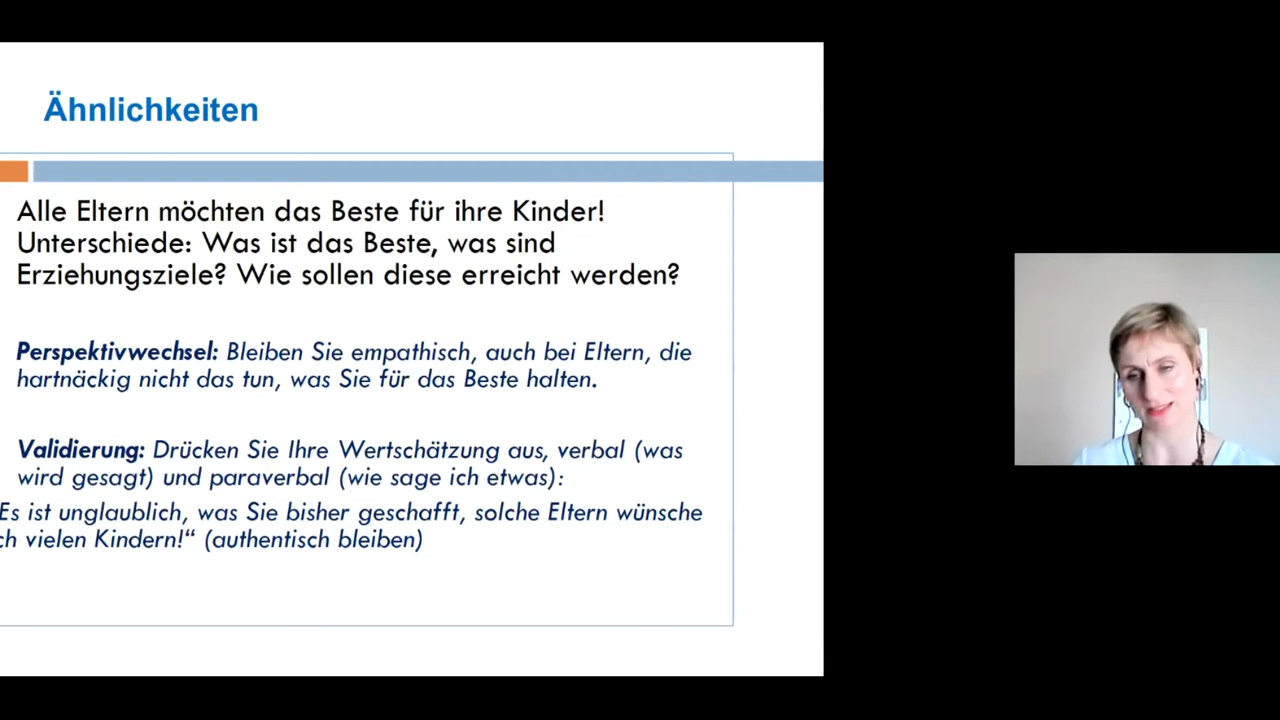 Ähnlichkeiten
Alle Eltern möchten das Beste für ihre Kinder!
Unterschiede: Was ist das Beste, was sind
Erziehungsziele? Wie sollen diese erreicht werden?
Perspektivwechsel: Bleiben Sie empathisch, auch bei Eltern, die
hartnäckig nicht das tun, was Sie für das Beste halten.
Validierung: Drücken Sie Ihre Wertschätzung aus, verbal (was
wird gesagt) und paraverbal (wie sage ich etwas):
Es ist unglaublich, was Sie bisher geschafft, solche Eltern wünsche
ch vielen Kindern!“ (authentisch bleiben)